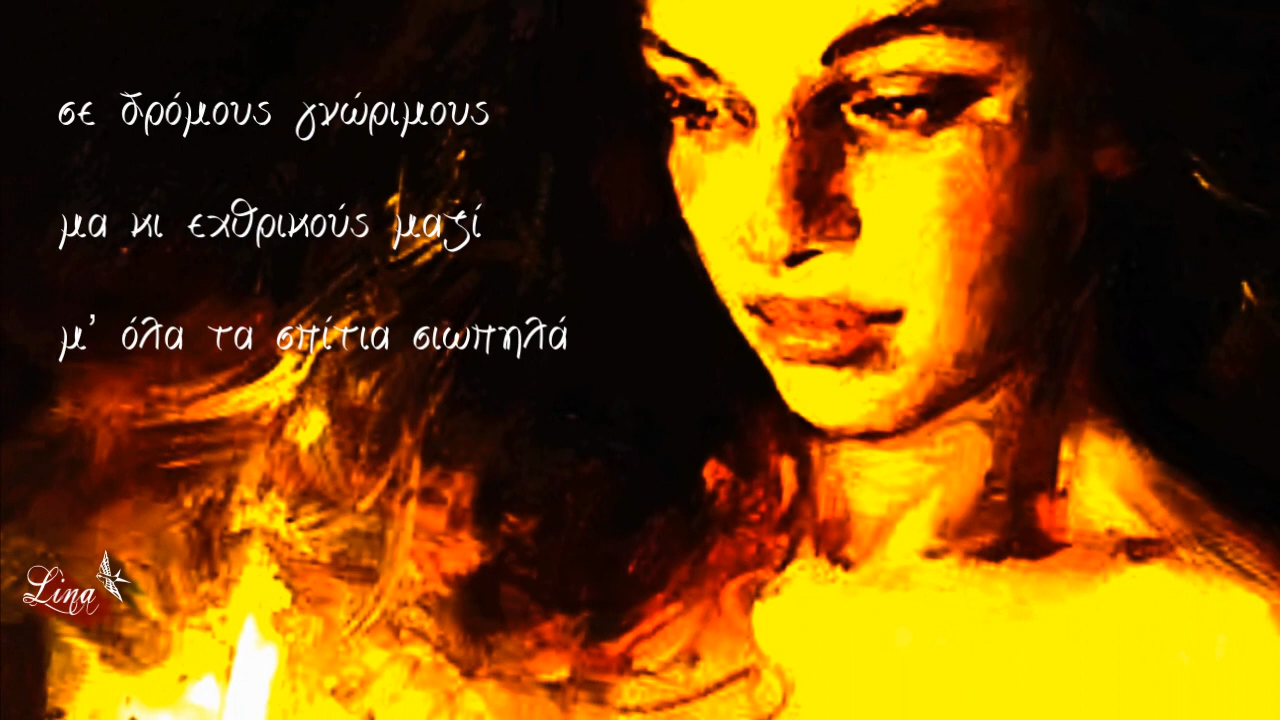 σε δρόμους γνώριμους
μα κι εχθρικούς μαζί
μ' όλα τα σπίτια σιωπηλά
Lina